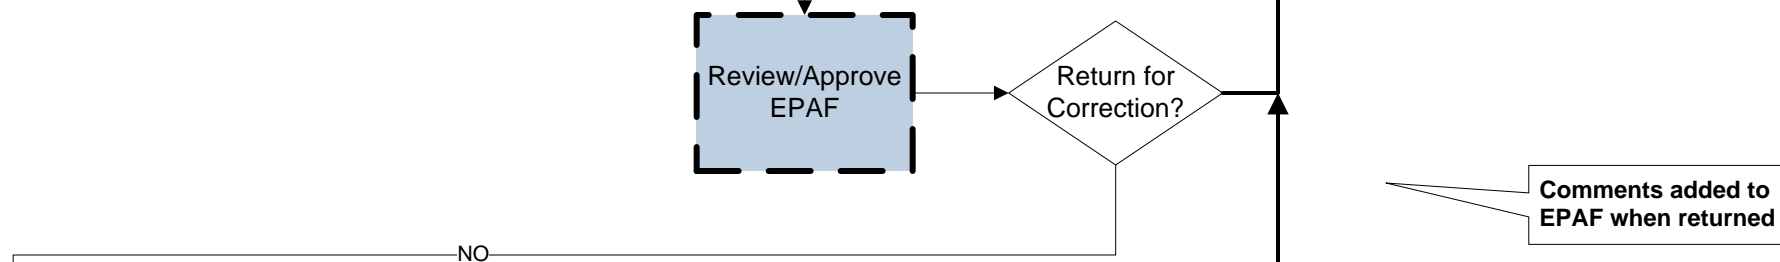 Review/Approve
EPAF
Return for
Correction?
Comments added to
EPAF when returned
NO